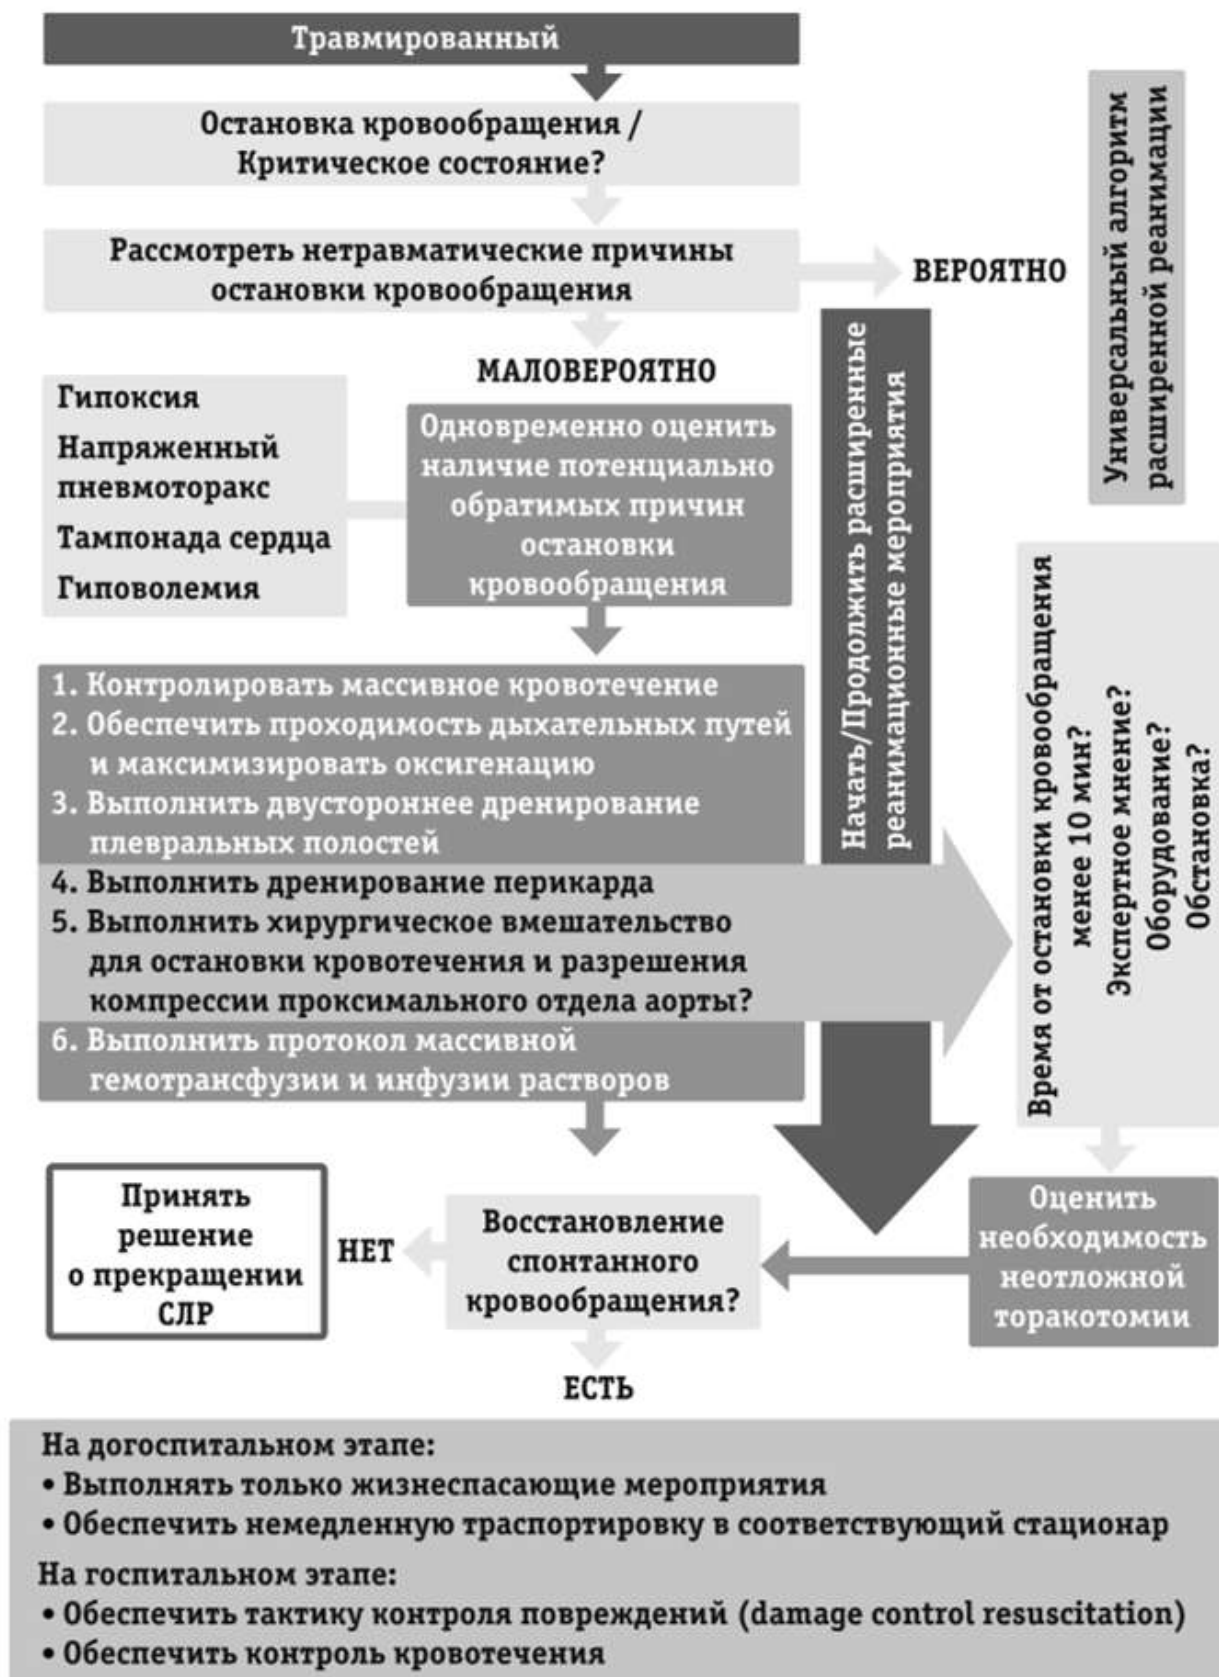 Травмированный
Остановка кровообращения /
Критическое состояние?
Рассмотреть нетравматические причины
остановки кровообращения
ВЕРОЯТНО
Универсальный алгоритм
расширенной реанимации
МАЛОВЕРОЯТНО
Гипоксия
Напряженный
пневмоторакс
Тампонада сердца
Гиповолемия
Одновременно оценить
наличие потенциально
обратимых причин
остановки
кровообращения
Начать/Продолжить расширенные
реанимационные мероприятия
1. Контролировать массивное кровотечение
2. Обеспечить проходимость дыхательных путей
и максимизировать оксигенацию
3. Выполнить двустороннее дренирование
плевральных полостей
4. Выполнить дренирование перикарда
5. Выполнить хирургическое вмешательство
для остановки кровотечения и разрешения
компрессии проксимального отдела аорты?
6. Выполнить протокол массивной
гемотрансфузии и инфузии растворов
Время от остановки кровообращения
менее 10 мин?
Экспертное мнение?
Оборудование?
Обстановка?
Оценить
необходимость
неотложной
торакотомии
Восстановление
спонтанного
кровообращения?
НЕТ
Принять
решение
о прекращении
СЛР
ЕСТЬ
На догоспитальном этапе:
• Выполнять только жизнеспасающие мероприятия
• Обеспечить немедленную траспортировку в соответствующий стационар
На госпитальном этапе:
• Обеспечить тактику контроля повреждений (damage control resuscitation)
• Обеспечить контроль кровотечения